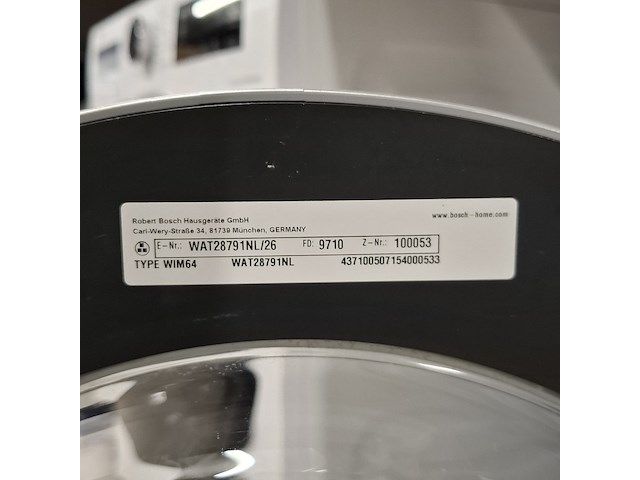 Robert Bosch Hausgeräte GmbH
www.bosch-home.com
Carl-Wery-Straße 34, 81739 München, GERMANY
E-Nr.: WAT28791NL/26 FD: 9710 Z-Nr.: 100053
TYPE WIM64 WAT28791NL 437100507154000533